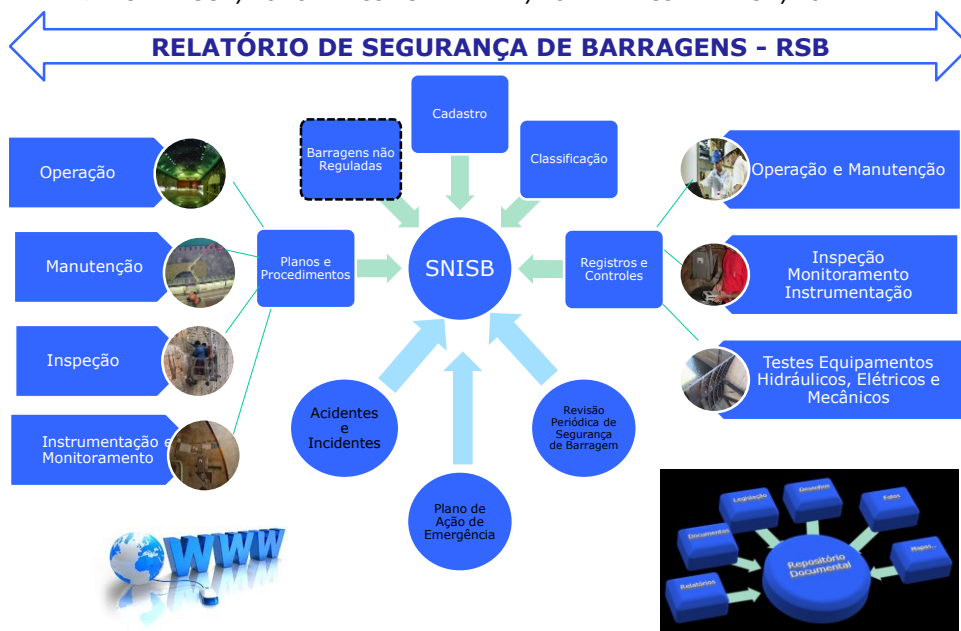 RELATÓRIO DE SEGURANÇA DE BARRAGENS - RSB
Cadastro
Barragens não
Reguladas
Classificação
Operação
Manutenção
Inspeção
Instrumentação e
Monitoramento
Planos e
Procedimentos
SNISB
Registros e
Controles
Operação e Manutenção
Inspeção
Monitoramento
Instrumentação
Testes Equipamentos
Hidráulicos, Elétricos e
Mecânicos
Acidentes
e
Incidentes
Plano de
Ação de
Emergência
Revisão
Periódica de
Segurança
de Barragem
WWW
Relatórios
Documentos
Legislação
Desenhos
Fotos
Mapas..
Repositório
Documental